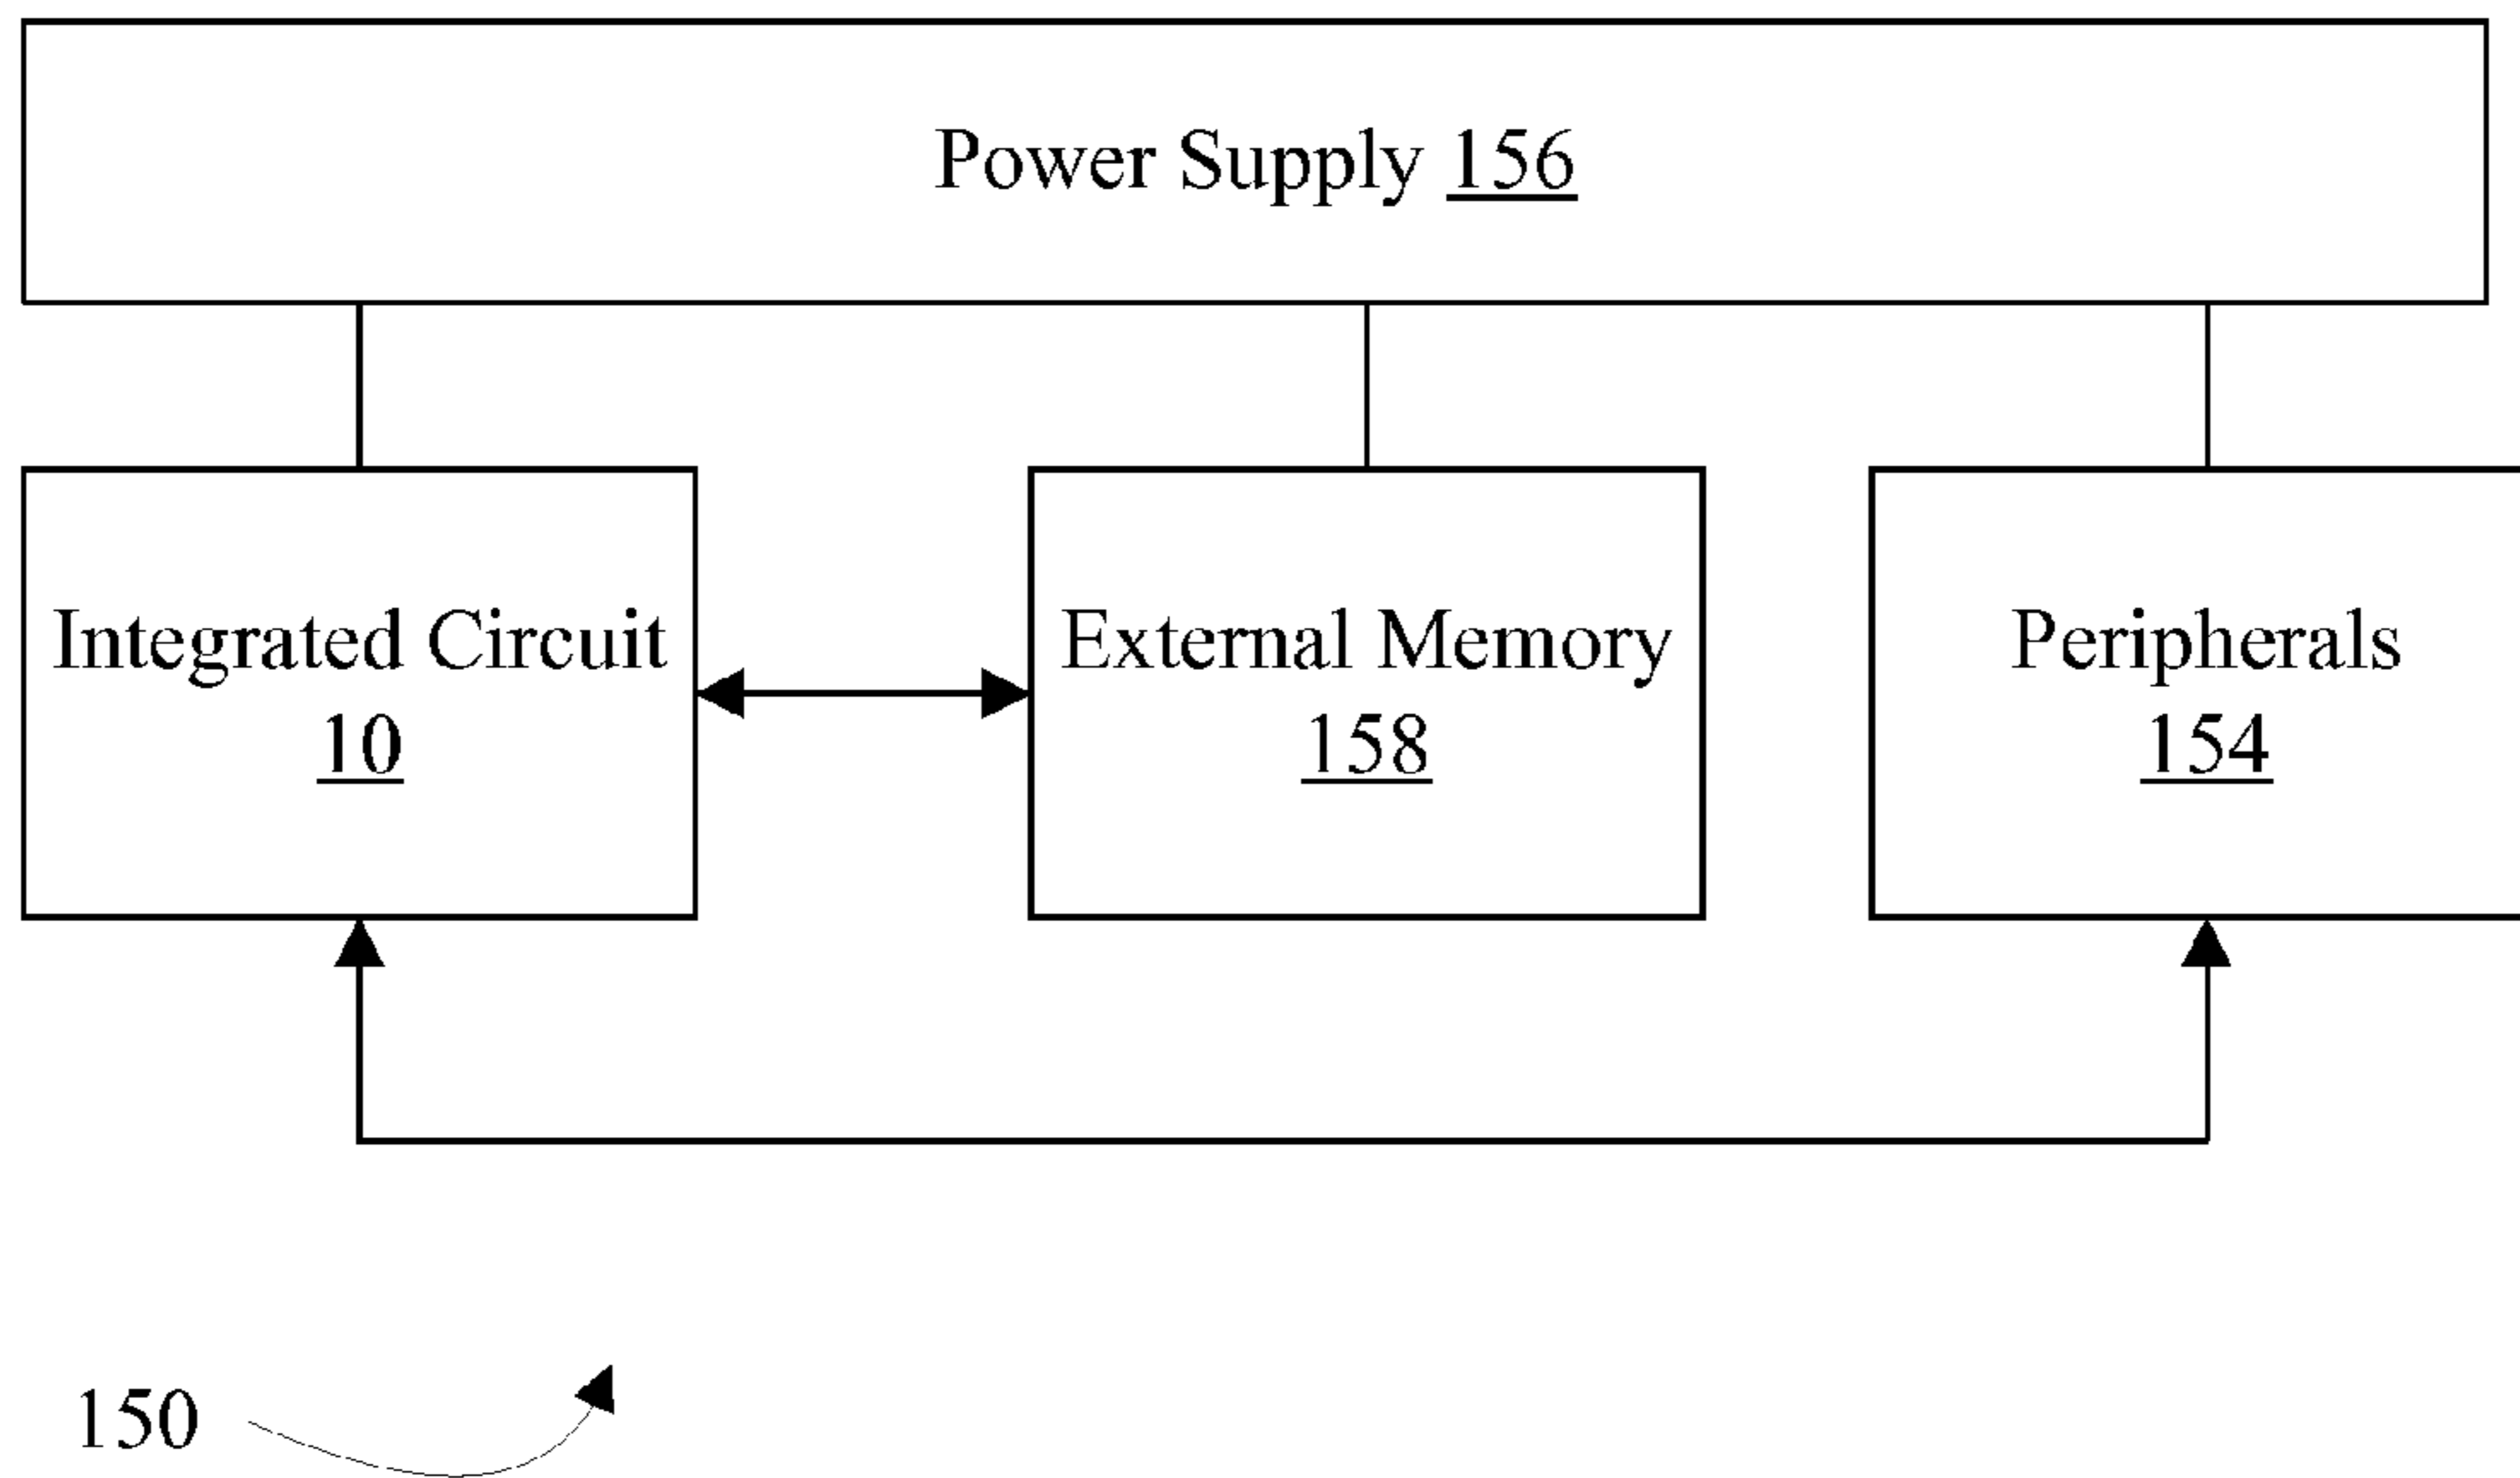 Power Supply 156
Integrated Circuit
10
External Memory
158
Peripherals
154
150